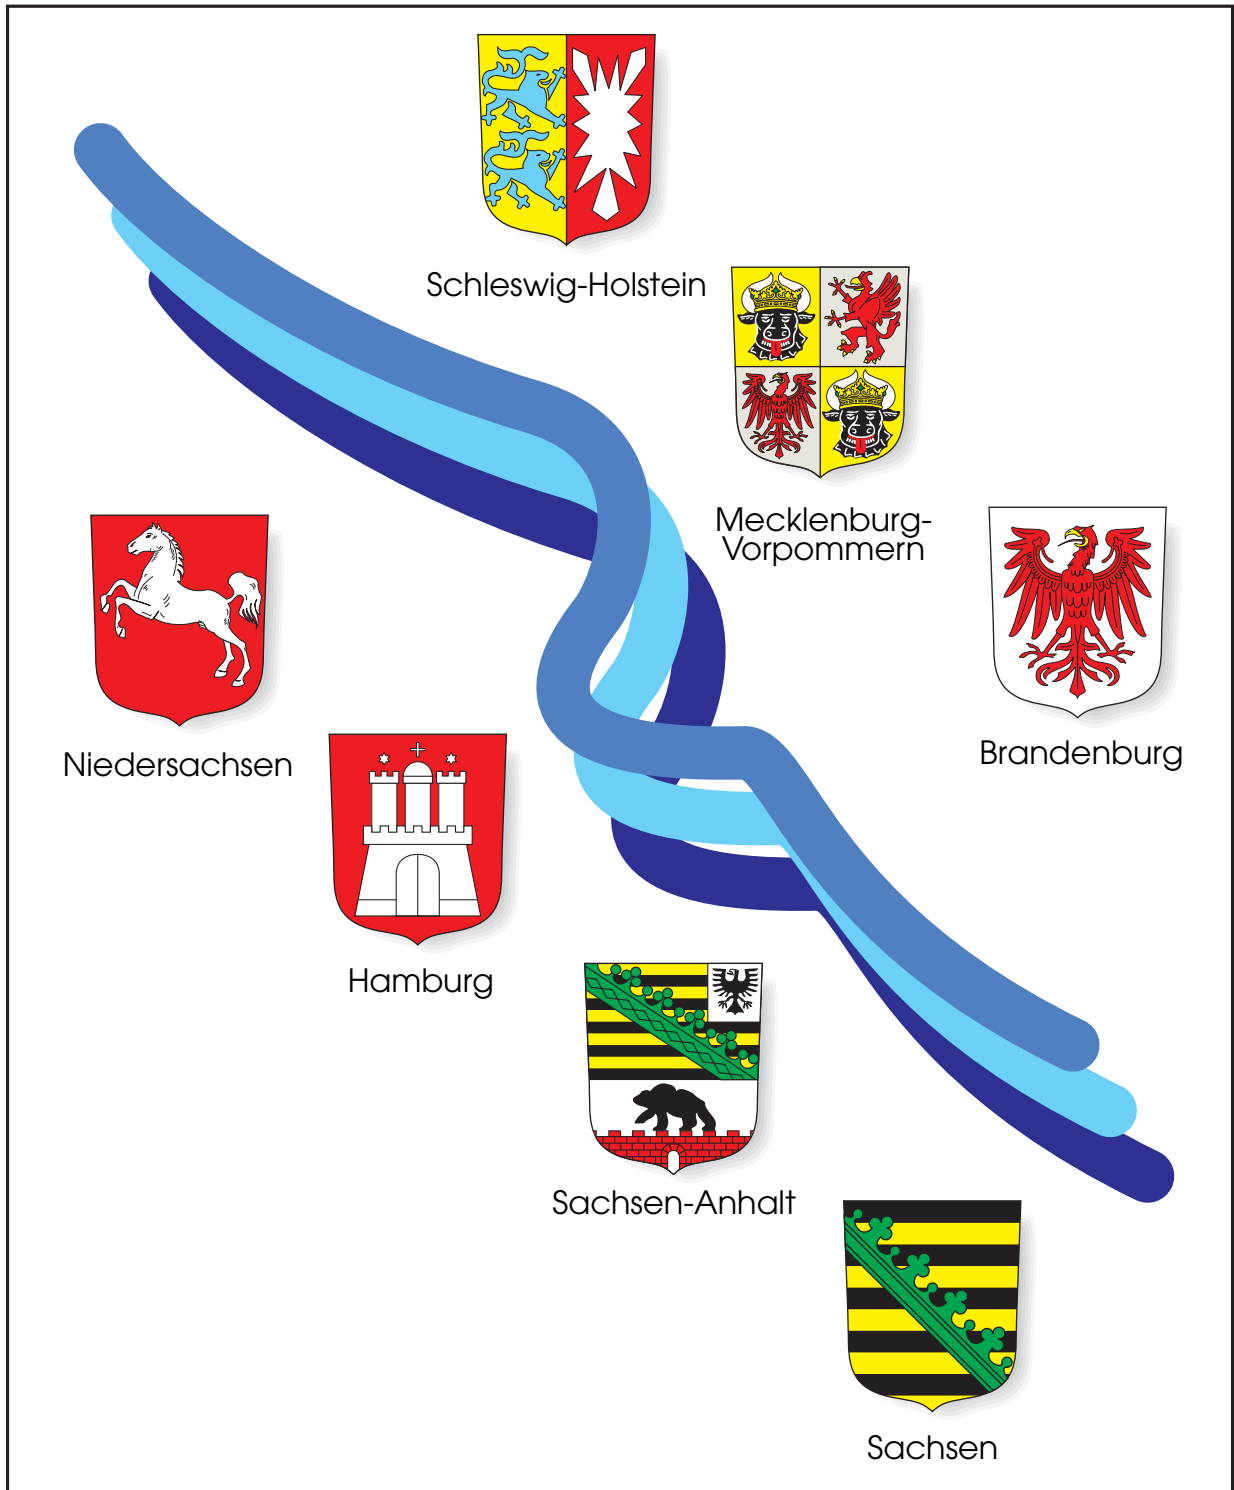 Schleswig-Holstein
Mecklenburg-
Vorpommern
Niedersachsen
Brandenburg
Hamburg
Sachsen-Anhalt
Sachsen